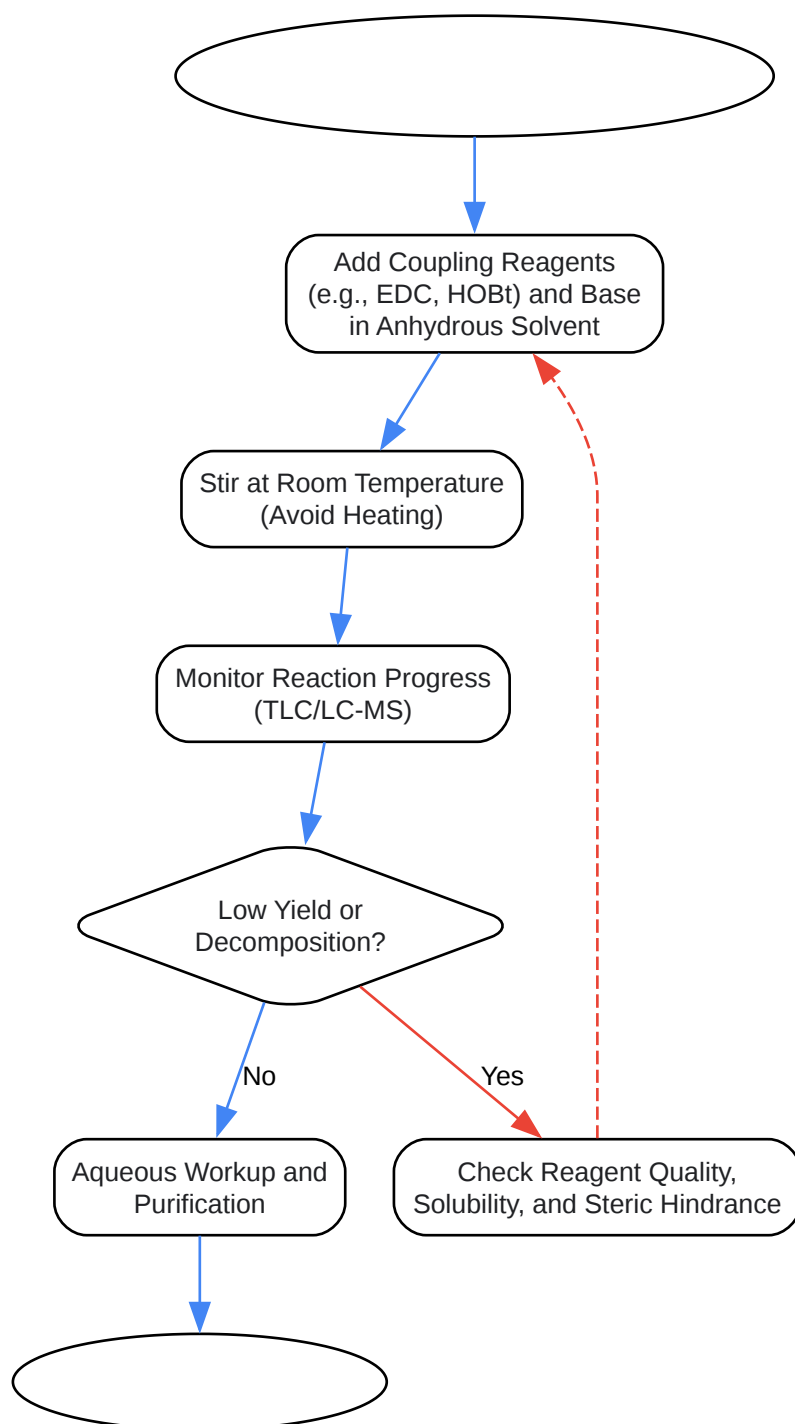 Add Coupling Reagents
(e.g., EDC, HOBt) and Base
in Anhydrous Solvent
Stir at Room Temperature
(Avoid Heating)
Monitor Reaction Progress
(TLC/LC-MS)
Low Yield or
Decomposition?
No
Yes
Aqueous Workup and
Purification
Check Reagent Quality,
Solubility, and Steric Hindrance